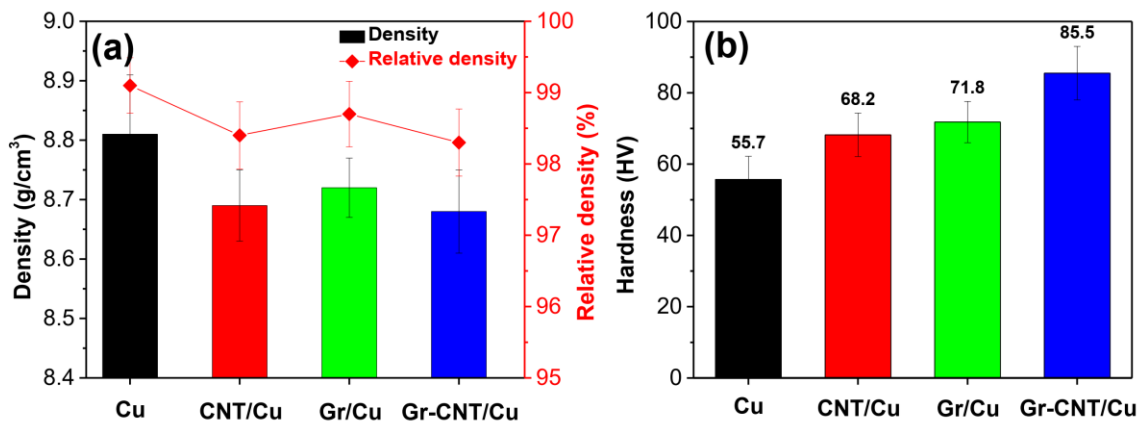 (a)
Density
Relative density
Density (g/cm³)
9.0
8.9
8.8
8.7
8.6
8.5
8.4
Relative density (%)
100
99
98
97
96
95
Cu
CNT/Cu
Gr/Cu
Gr-CNT/Cu
(b)
Hardness (HV)
100
80
60
40
20
0
55.7
68.2
71.8
85.5
Cu
CNT/Cu
Gr/Cu
Gr-CNT/Cu